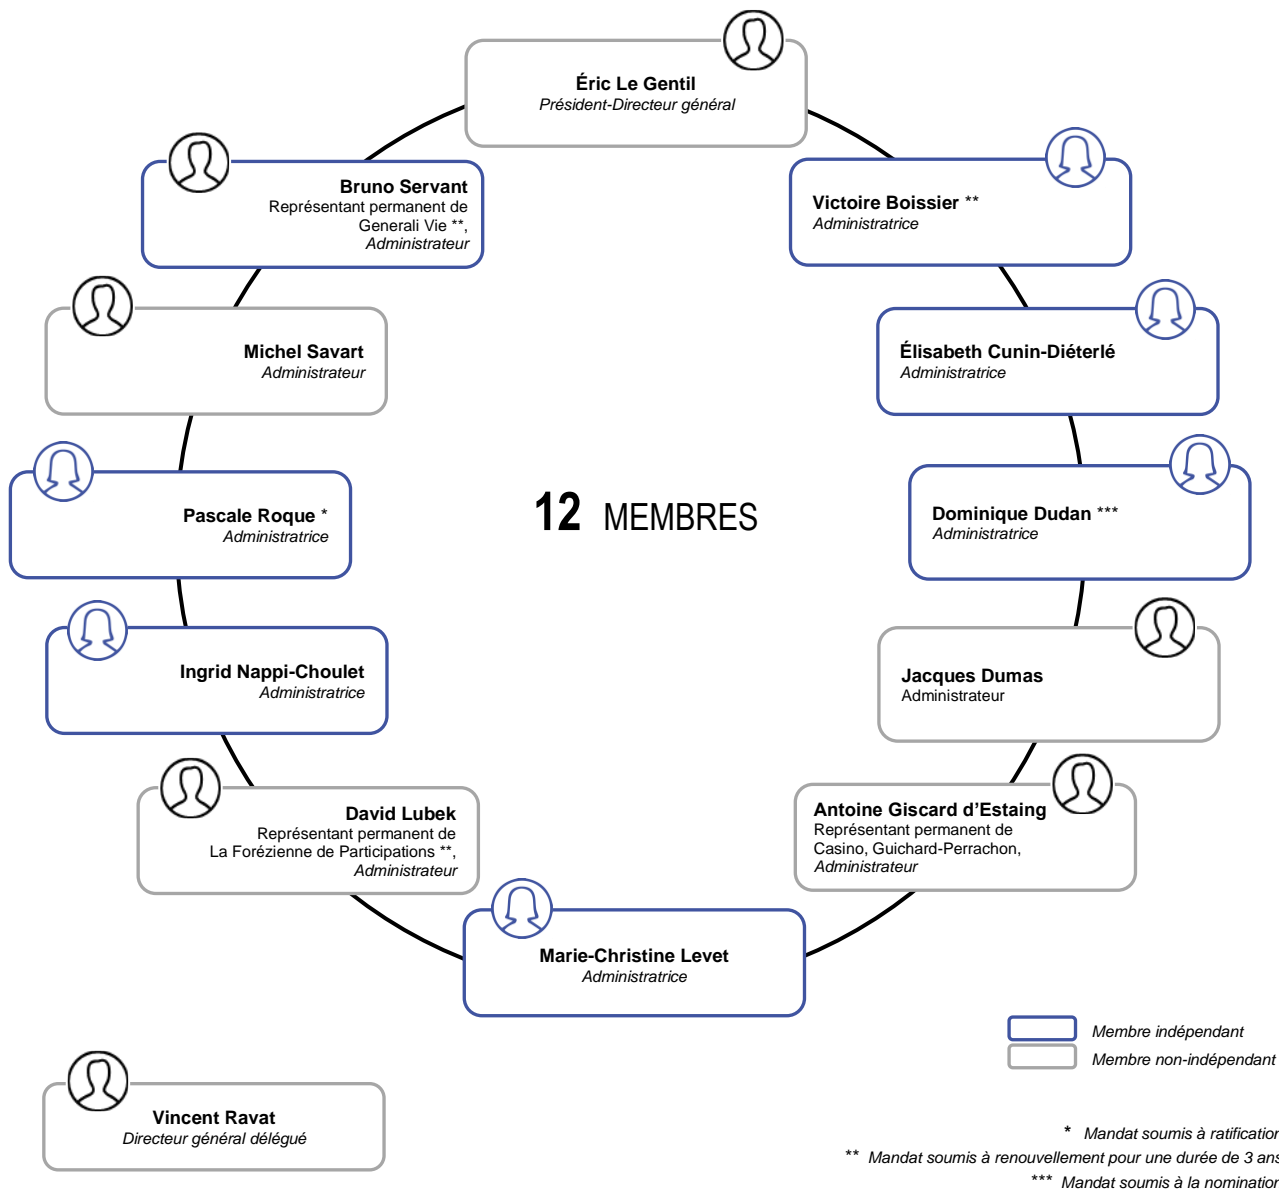 Éric Le Gentil
Président-Directeur général
Bruno Servant
Représentant permanent de
Generali Vie **,
Administrateur
Victoire Boissier **
Administratrice
Michel Savart
Administrateur
Élisabeth Cunin-Diéterlé
Administratrice
Pascale Roque *
Administratrice
12 MEMBRES
Dominique Dudan ***
Administratrice
Ingrid Nappi-Choulet
Administratrice
Jacques Dumas
Administrateur
David Lubek
Représentant permanent de
La Forézienne de Participations **,
Administrateur
Antoine Giscard d’Estaing
Représentant permanent de
Casino, Guichard-Perrachon,
Administrateur
Marie-Christine Levet
Administratrice
Membre indépendant
Membre non-indépendant
Vincent Ravat
Directeur général délégué
* Mandat soumis à ratification
** Mandat soumis à renouvellement pour une durée de 3 ans
*** Mandat soumis à la nomination